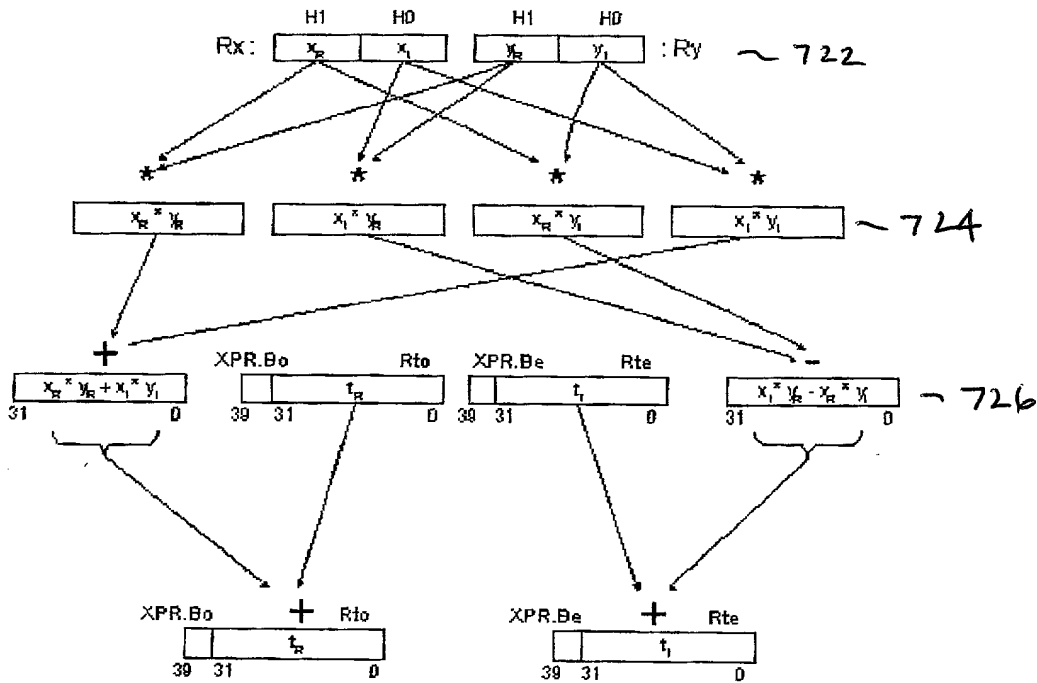 H1 H0 H1 H0
Rx: x_R x_I y_R y_I :Ry ~ 722
* * * *
x_R * y_R x_I * y_R x_R * y_I x_I * y_I ~ 724
+ -
XPR.Bo Rto XPR.Be Rte
x_R * y_R + x_I * y_I t_R t_I x_I * y_R - x_R * y_I ~ 726
31 0 39 31 0 39 31 0 31 0
+ +
XPR.Bo Rto XPR.Be Rte
t_R t_I
39 31 0 39 31 0